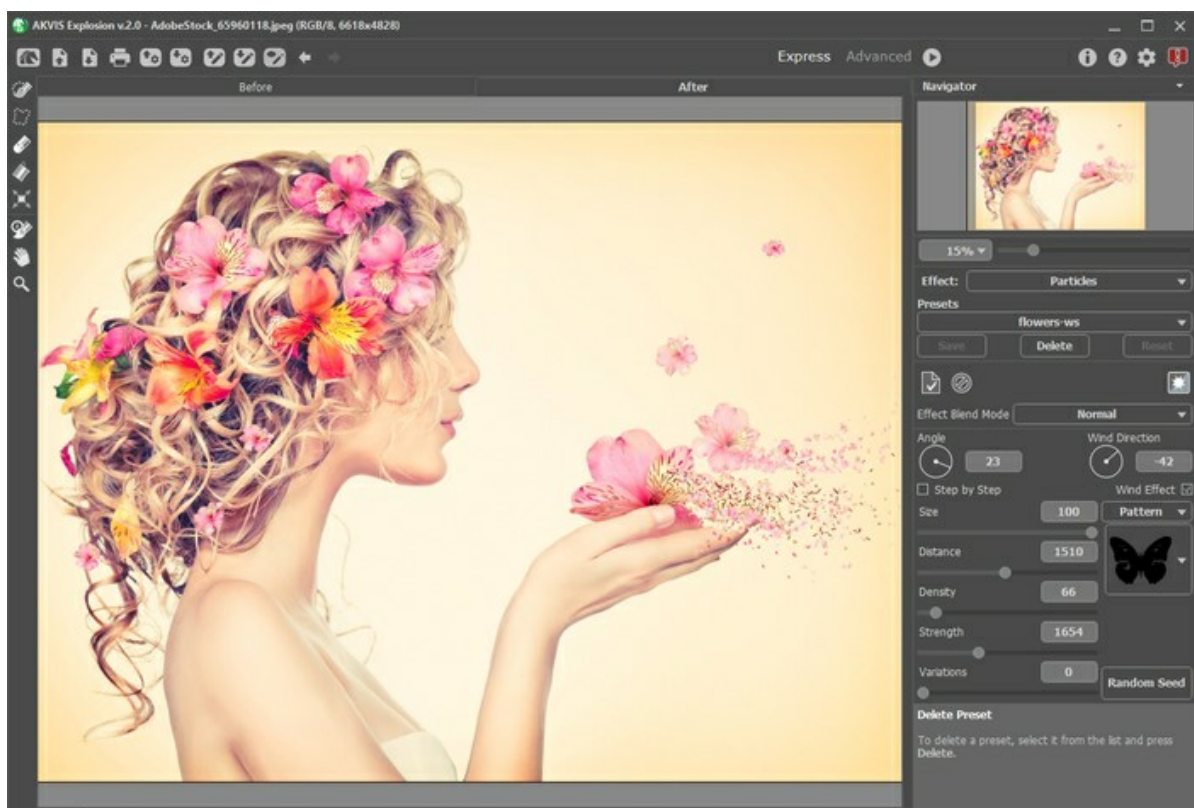 AKVIS Explosion v.2.0 - AdobeStock_65960118.jpeg (RGB/8, 6618x4828)
Express Advanced
Before After
Navigator
15%
Effect: Particles
Presets
flowers-ws
Save Delete Reset
Effect Blend Mode Normal
Angle Wind Direction
23 -42
Step by Step Wind Effect
Size 100 Pattern
Distance 1510
Density 66
Strength 1654
Variations 0
Random Seed
Delete Preset
To delete a preset, select it from the list and press
Delete.